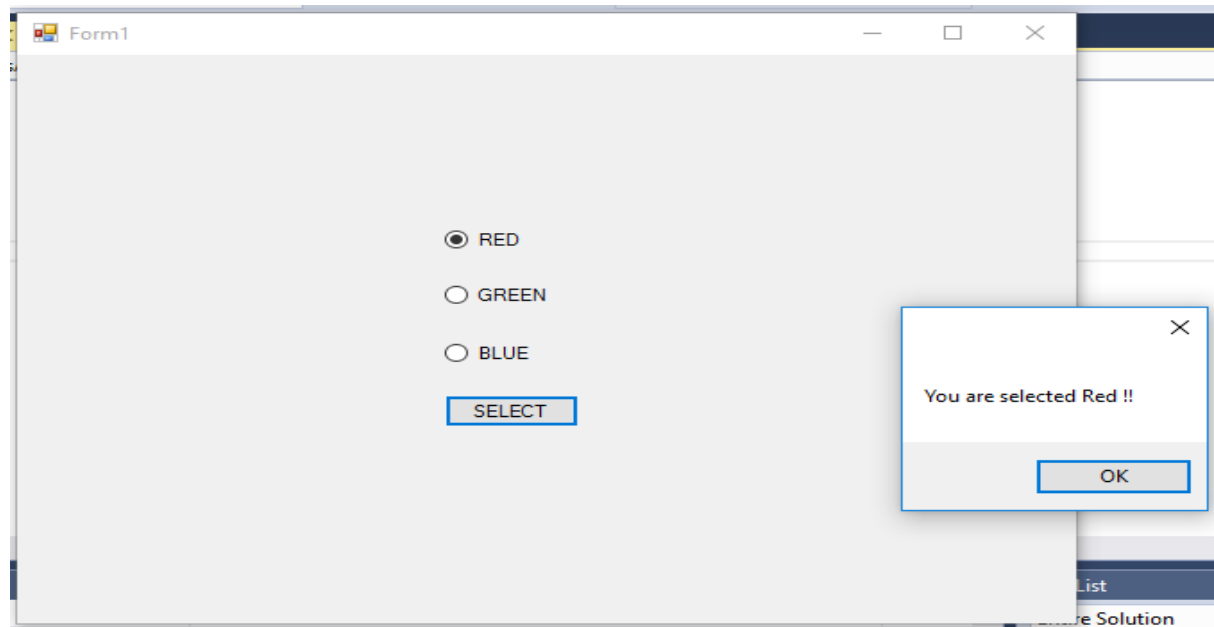 Form1
RED
GREEN
BLUE
SELECT
You are selected Red !!
OK
List
Solution